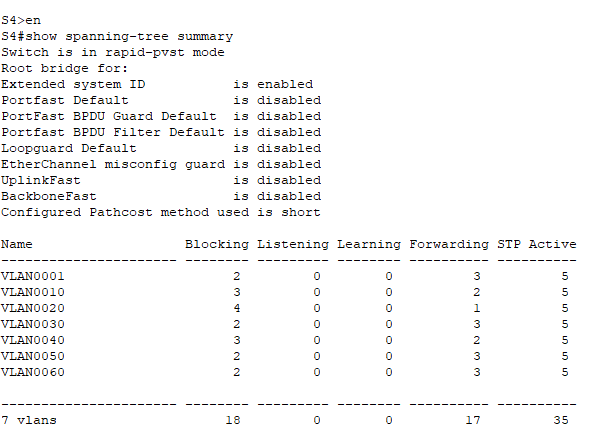 S4>en
S4#show spanning-tree summary
Switch is in rapid-pvst mode
Root bridge for:
Extended system ID           is enabled
Portfast Default             is disabled
PortFast BPDU Guard Default  is disabled
Portfast BPDU Filter Default is disabled
Loopguard Default            is disabled
EtherChannel misconfig guard is disabled
UplinkFast                   is disabled
BackboneFast                 is disabled
Configured Pathcost method used is short

Name                   Blocking Listening Learning Forwarding STP Active
---------------------- -------- --------- -------- ---------- ----------
VLAN0001                     2         0        0          3          5
VLAN0010                     3         0        0          2          5
VLAN0020                     4         0        0          1          5
VLAN0030                     2         0        0          3          5
VLAN0040                     3         0        0          2          5
VLAN0050                     2         0        0          3          5
VLAN0060                     2         0        0          3          5

---------------------- -------- --------- -------- ---------- ----------
7 vlans                     18         0        0         17         35